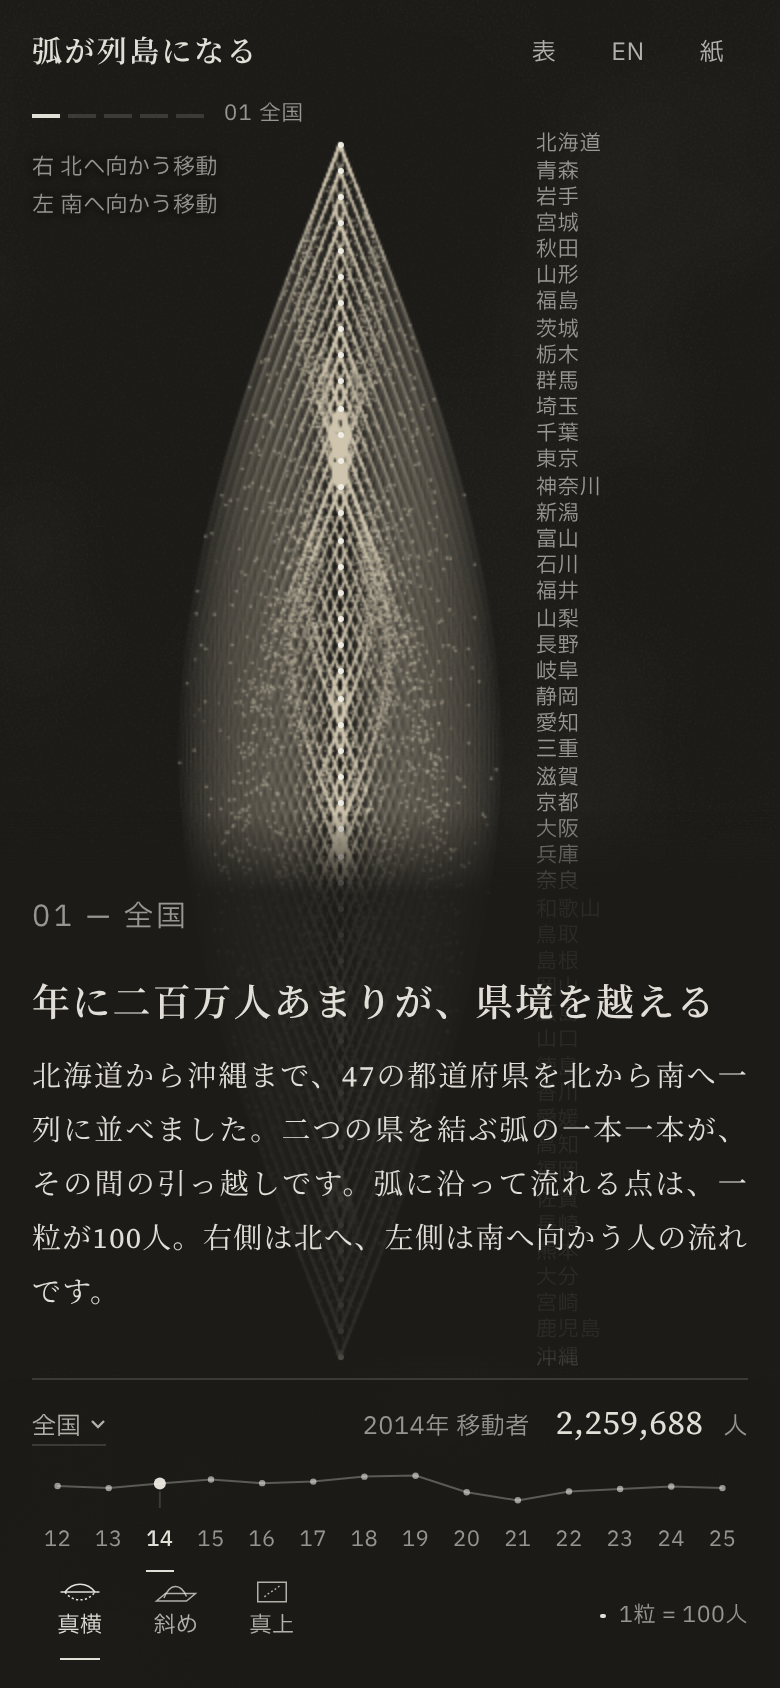 弧が列島になる
表 EN 紙
01 全国
右 北へ向かう移動
左 南へ向かう移動
北海道
青森
岩手
宮城
秋田
山形
福島
茨城
栃木
群馬
埼玉
千葉
東京
神奈川
新潟
富山
石川
福井
山梨
長野
岐阜
静岡
愛知
三重
滋賀
京都
大阪
兵庫
奈良
和歌山
鳥取
島根
山口
愛媛
高知
大分
宮崎
鹿児島
沖縄
01 — 全国
年に二百万人あまりが、県境を越える
北海道から沖縄まで、47の都道府県を北から南へ一
列に並べました。二つの県を結ぶ弧の一本一本が、
その間の引っ越しです。弧に沿って流れる点は、一
粒が100人。右側は北へ、左側は南へ向かう人の流れ
です。
全国 2014年 移動者 2,259,688 人
12 13 14 15 16 17 18 19 20 21 22 23 24 25
真横 斜め 真上
1粒 = 100人